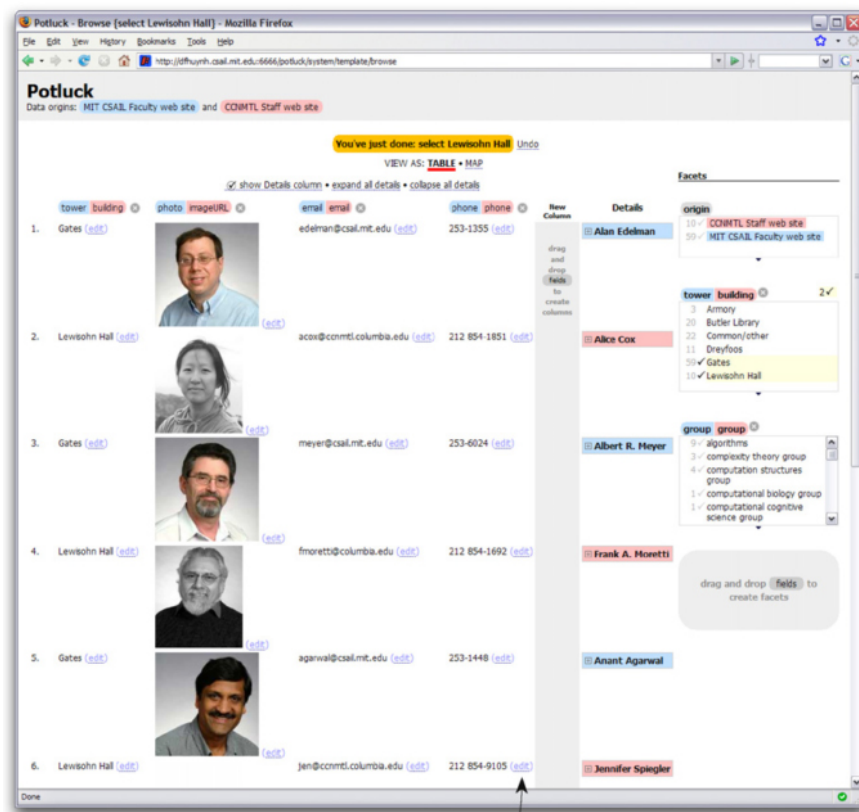 Potluck - Browse {select Lewisohn Hall} - Mozilla Firefox
File Edit View History Bookmarks Tools Help
http://dfhuynh.csail.mit.edu:6666/potluck/system/template/browse
Potluck
Data origins: MIT CSAIL Faculty web site and CCNMTL Staff web site
You've just done: select Lewisohn Hall Undo
VIEW AS: TABLE • MAP
show Details column • expand all details • collapse all details
tower building photo imageURL email email phone phone New Column Details
drag and drop fields to create columns
1. Gates (edit) (edit) edelman@csail.mit.edu (edit) 253-1355 (edit) Alan Edelman
2. Lewisohn Hall (edit) (edit) acox@ccnmtl.columbia.edu (edit) 212 854-1851 (edit) Alice Cox
3. Gates (edit) (edit) meyer@csail.mit.edu (edit) 253-6024 (edit) Albert R. Meyer
4. Lewisohn Hall (edit) (edit) fmoretti@columbia.edu (edit) 212 854-1692 (edit) Frank A. Moretti
5. Gates (edit) (edit) agarwal@csail.mit.edu (edit) 253-1448 (edit) Anant Agarwal
6. Lewisohn Hall (edit) jen@ccnmtl.columbia.edu (edit) 212 854-9105 (edit) Jennifer Spiegler
Facets
origin
10 CCNMTL Staff web site
59 MIT CSAIL Faculty web site
tower building 2
3 Armory
20 Butler Library
22 Common/other
11 Dreyfoos
59 Gates
10 Lewisohn Hall
group group
9 algorithms
3 complexity theory group
4 computation structures
group
1 computational biology group
1 computational cognitive
science group
drag and drop fields to
create facets
Done